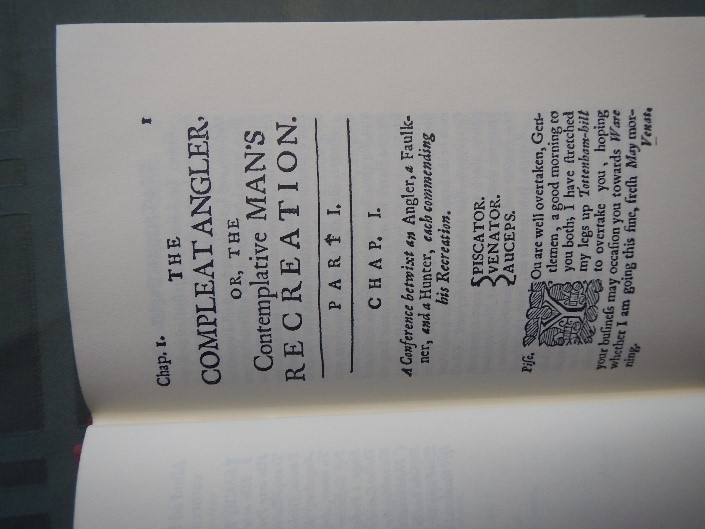 Chap. I. 1
THE
COMPLEAT ANGLER,
OR, THE
Contemplative MAN'S
RECREATION.
PART I.
CHAP. I.
A Conference betwixt an Angler, a Faulk-
ner, and a Hunter, each commending
his Recreation.
PISCATOR.
VENATOR.
AUCEPS.
Piſc.
YOu are well overtaken, Gen-
tlemen, a good morning to
you both; I have ſtretched
my legs up Tottenham-hill
to overtake you, hoping
your buſineſs may occaſion you towards Ware
whether I am going this fine, freſh May mor-
ning.
Venat.